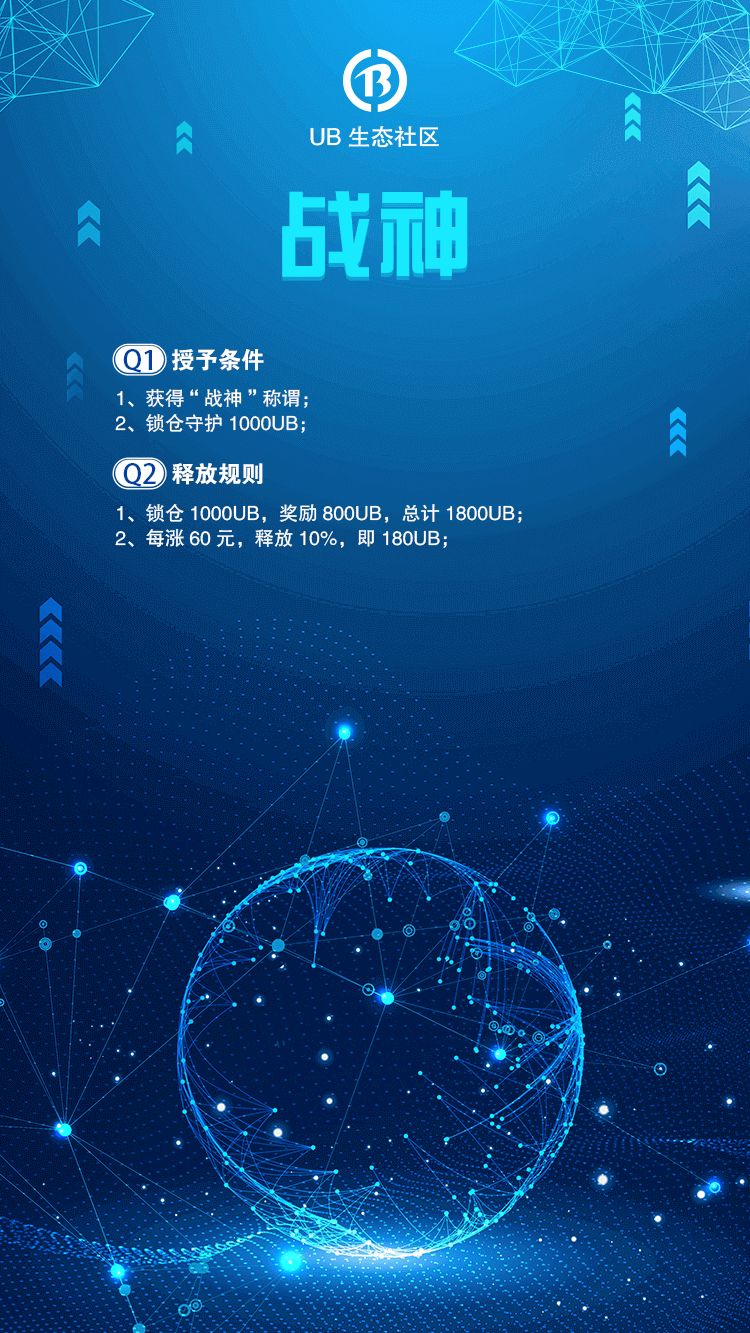 B
UB 生态社区
战神
Q1 授予条件
1、获得“战神”称谓；
2、锁仓守护 1000UB；
Q2 释放规则
1、锁仓 1000UB，奖励 800UB，总计 1800UB；
2、每涨 60 元，释放 10%，即 180UB；